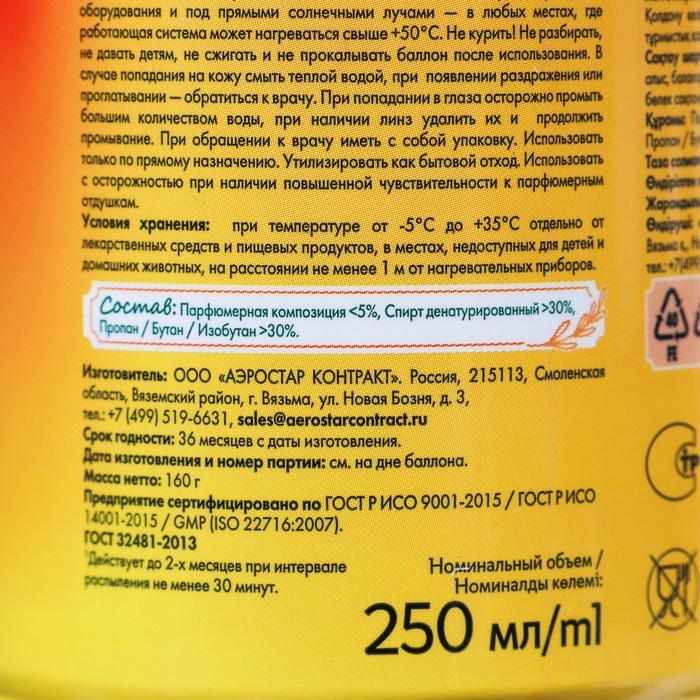 оборудования и под прямыми солнечными лучами — в любых местах, где
работающая система может нагреваться свыше +50°С. Не курить! Не разбирать,
не давать детям, не сжигать и не прокалывать баллон после использования. В
случае попадания на кожу смыть теплой водой, при появлении раздражения или
проглатывании — обратиться к врачу. При попадании в глаза осторожно промыть
большим количеством воды, при наличии линз удалить их и продолжить
промывание. При обращении к врачу иметь с собой упаковку. Использовать
только по прямому назначению. Утилизировать как бытовой отход. Использовать
с осторожностью при наличии повышенной чувствительности к парфюмерным
отдушкам.
Условия хранения: при температуре от -5°С до +35°С отдельно от
лекарственных средств и пищевых продуктов, в местах, недоступных для детей и
домашних животных, на расстоянии не менее 1 м от нагревательных приборов.
Состав: Парфюмерная композиция <5%, Спирт денатурированный >30%,
Пропан / Бутан / Изобутан >30%.
Изготовитель: ООО «АЭРОСТАР КОНТРАКТ». Россия, 215113, Смоленская
область, Вяземский район, г. Вязьма, ул. Новая Бозня, д. 3,
тел.: +7 (499) 519-6631, sales@aerostarcontract.ru
Срок годности: 36 месяцев с даты изготовления.
Дата изготовления и номер партии: см. на дне баллона.
Масса нетто: 160 г
Предприятие сертифицировано по ГОСТ Р ИСО 9001-2015 / ГОСТ Р ИСО
14001-2015 / GMP (ISO 22716:2007).
ГОСТ 32481-2013
¹Действует до 2-х месяцев при интервале
распыления не менее 30 минут.
Номинальный объем /
Номиналды көлемі:
250 мл/ml
40
FE